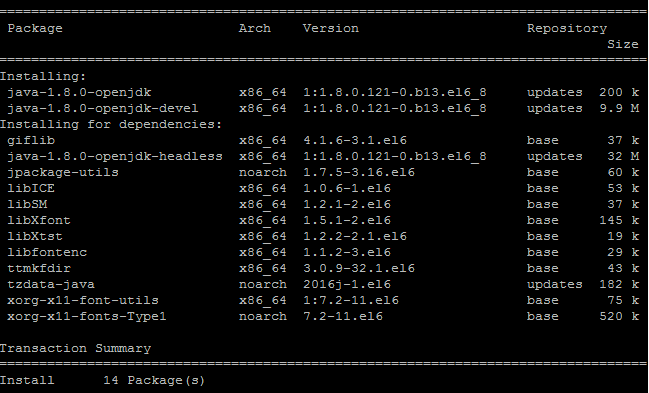 ================================================================================
 Package                      Arch    Version                     Repository
                                                                            Size
================================================================================
Installing:
 java-1.8.0-openjdk           x86_64  1:1.8.0.121-0.b13.el6_8     updates  200 k
 java-1.8.0-openjdk-devel     x86_64  1:1.8.0.121-0.b13.el6_8     updates  9.9 M
Installing for dependencies:
 giflib                       x86_64  4.1.6-3.1.el6               base      37 k
 java-1.8.0-openjdk-headless  x86_64  1:1.8.0.121-0.b13.el6_8     updates   32 M
 jpackage-utils               noarch  1.7.5-3.16.el6              base      60 k
 libICE                       x86_64  1.0.6-1.el6                 base      53 k
 libSM                        x86_64  1.2.1-2.el6                 base      37 k
 libXfont                     x86_64  1.5.1-2.el6                 base     145 k
 libXtst                      x86_64  1.2.2-2.1.el6               base      19 k
 libfontenc                   x86_64  1.1.2-3.el6                 base      29 k
 ttmkfdir                     x86_64  3.0.9-32.1.el6              base      43 k
 tzdata-java                  noarch  2016j-1.el6                 updates  182 k
 xorg-x11-font-utils          x86_64  1:7.2-11.el6                base      75 k
 xorg-x11-fonts-Type1         noarch  7.2-11.el6                  base     520 k

Transaction Summary
================================================================================
Install      14 Package(s)